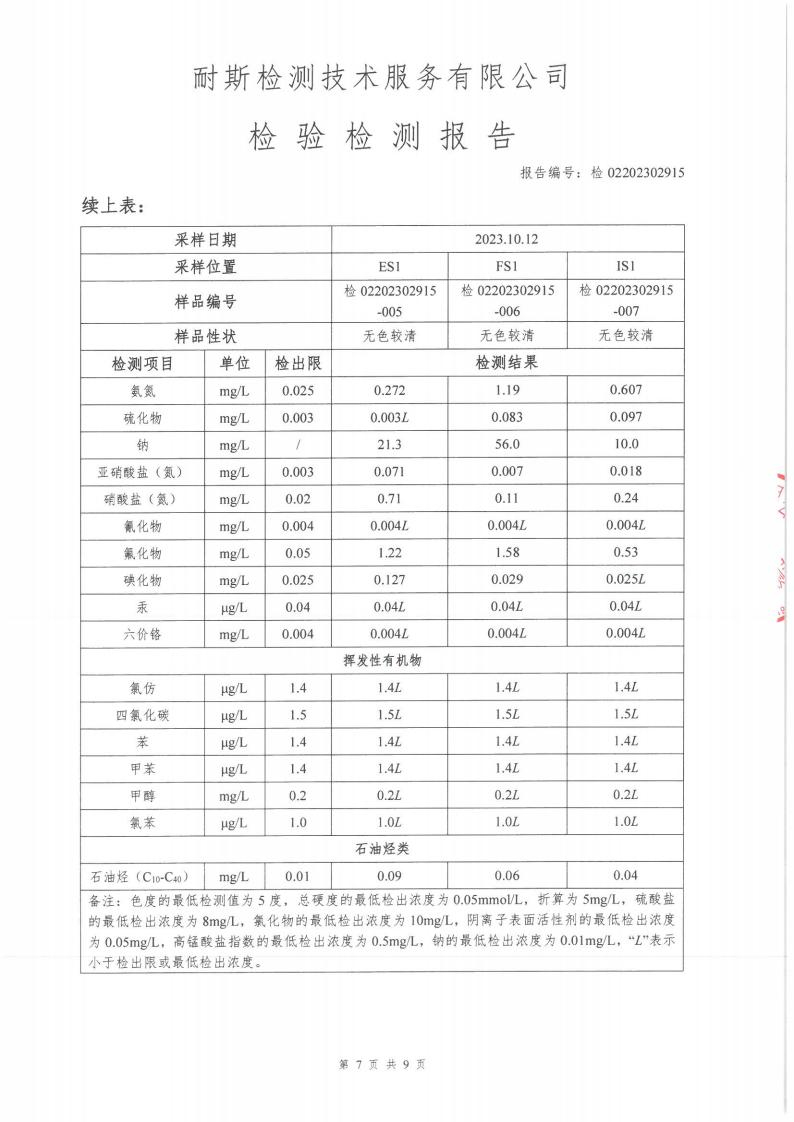 耐斯检测技术服务有限公司
检验检测报告
报告编号：检 02202302915
续上表：
采样日期 2023.10.12
采样位置 ES1 FS1 IS1
样品编号 检 02202302915-005 检 02202302915-006 检 02202302915-007
样品性状 无色较清 无色较清 无色较清
检测项目 单位 检出限 检测结果
氨氮 mg/L 0.025 0.272 1.19 0.607
硫化物 mg/L 0.003 0.003L 0.083 0.097
钠 mg/L / 21.3 56.0 10.0
亚硝酸盐（氮） mg/L 0.003 0.071 0.007 0.018
硝酸盐（氮） mg/L 0.02 0.71 0.11 0.24
氰化物 mg/L 0.004 0.004L 0.004L 0.004L
氟化物 mg/L 0.05 1.22 1.58 0.53
碘化物 mg/L 0.025 0.127 0.029 0.025L
汞 μg/L 0.04 0.04L 0.04L 0.04L
六价铬 mg/L 0.004 0.004L 0.004L 0.004L
挥发性有机物
氯仿 μg/L 1.4 1.4L 1.4L 1.4L
四氯化碳 μg/L 1.5 1.5L 1.5L 1.5L
苯 μg/L 1.4 1.4L 1.4L 1.4L
甲苯 μg/L 1.4 1.4L 1.4L 1.4L
甲醇 mg/L 0.2 0.2L 0.2L 0.2L
氯苯 μg/L 1.0 1.0L 1.0L 1.0L
石油烃类
石油烃（C10-C40） mg/L 0.01 0.09 0.06 0.04
备注：色度的最低检测值为 5 度，总硬度的最低检出浓度为 0.05mmol/L，折算为 5mg/L，硫酸盐
的最低检出浓度为 8mg/L，氯化物的最低检出浓度为 10mg/L，阴离子表面活性剂的最低检出浓度
为 0.05mg/L，高锰酸盐指数的最低检出浓度为 0.5mg/L，钠的最低检出浓度为 0.01mg/L，“L”表示
小于检出限或最低检出浓度。
第 7 页 共 9 页